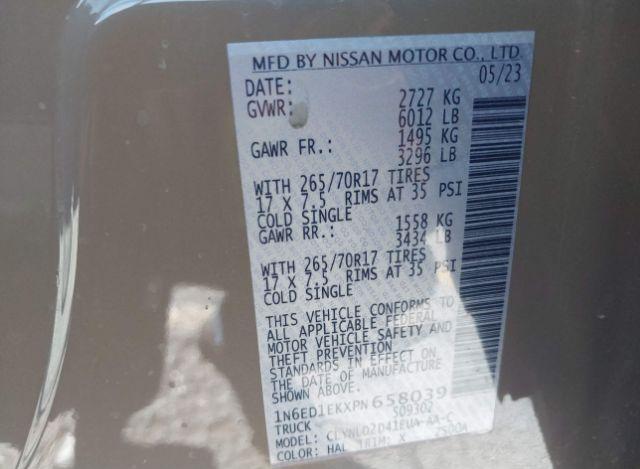 MFD BY NISSAN MOTOR CO., LTD.
DATE: 05/23
GVWR: 2727 KG
6012 LB
GAWR FR.: 1495 KG
3296 LB
WITH 265/70R17 TIRES
17 X 7.5 RIMS AT 35 PSI
COLD SINGLE
GAWR RR.: 1558 KG
3434 LB
WITH 265/70R17 TIRES
17 X 7.5 RIMS AT 35 PSI
COLD SINGLE
THIS VEHICLE CONFORMS TO
ALL APPLICABLE FEDERAL
MOTOR VEHICLE SAFETY AND
THEFT PREVENTION
STANDARDS IN EFFECT ON
THE DATE OF MANUFACTURE
SHOWN ABOVE.
1N6ED1EKXPN658039
TRUCK S09302
MODEL:
COLOR: HAL TRIM: X